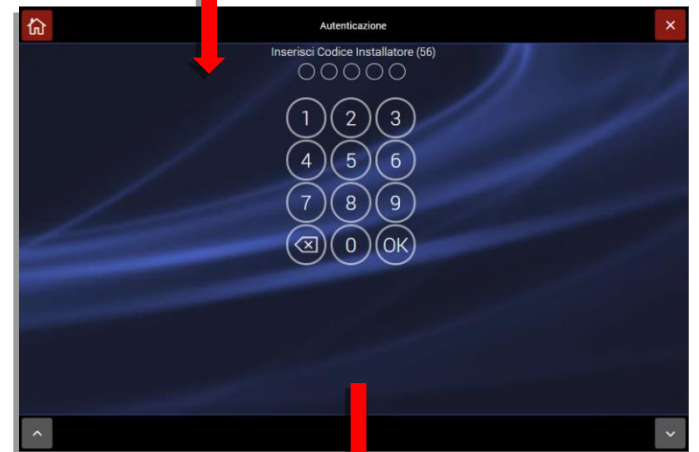 Autenticazione
Inserisci Codice Installatore (56)
1 2 3
4 5 6
7 8 9
0 OK